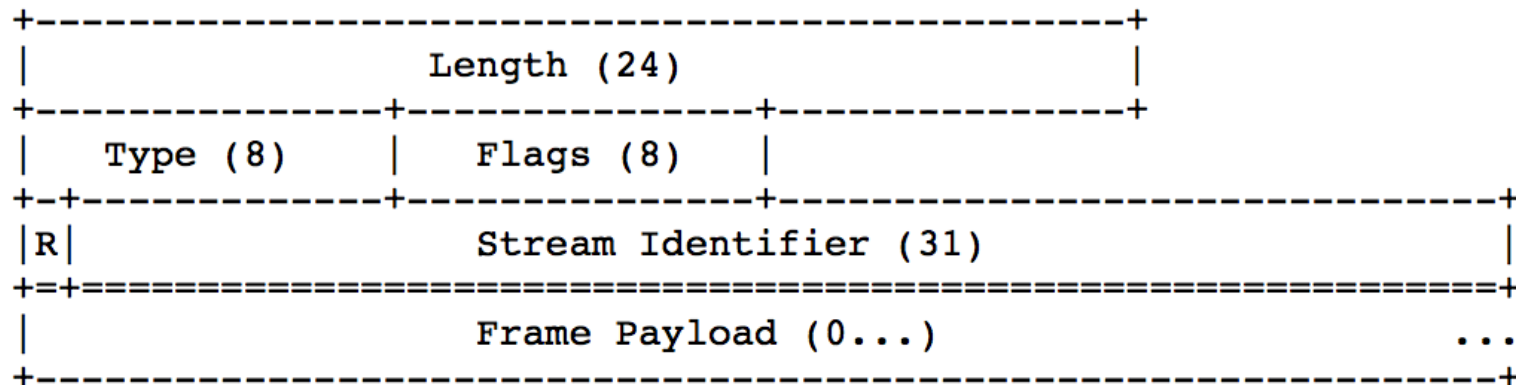 +-----------------------------------------------+
|                 Length (24)                   |
+---------------+---------------+---------------+
|   Type (8)    |   Flags (8)   |
+-+-------------+---------------+-------------------------------+
|R|                 Stream Identifier (31)                      |
+=+=============================================================+
|                   Frame Payload (0...)                      ...
+---------------------------------------------------------------+